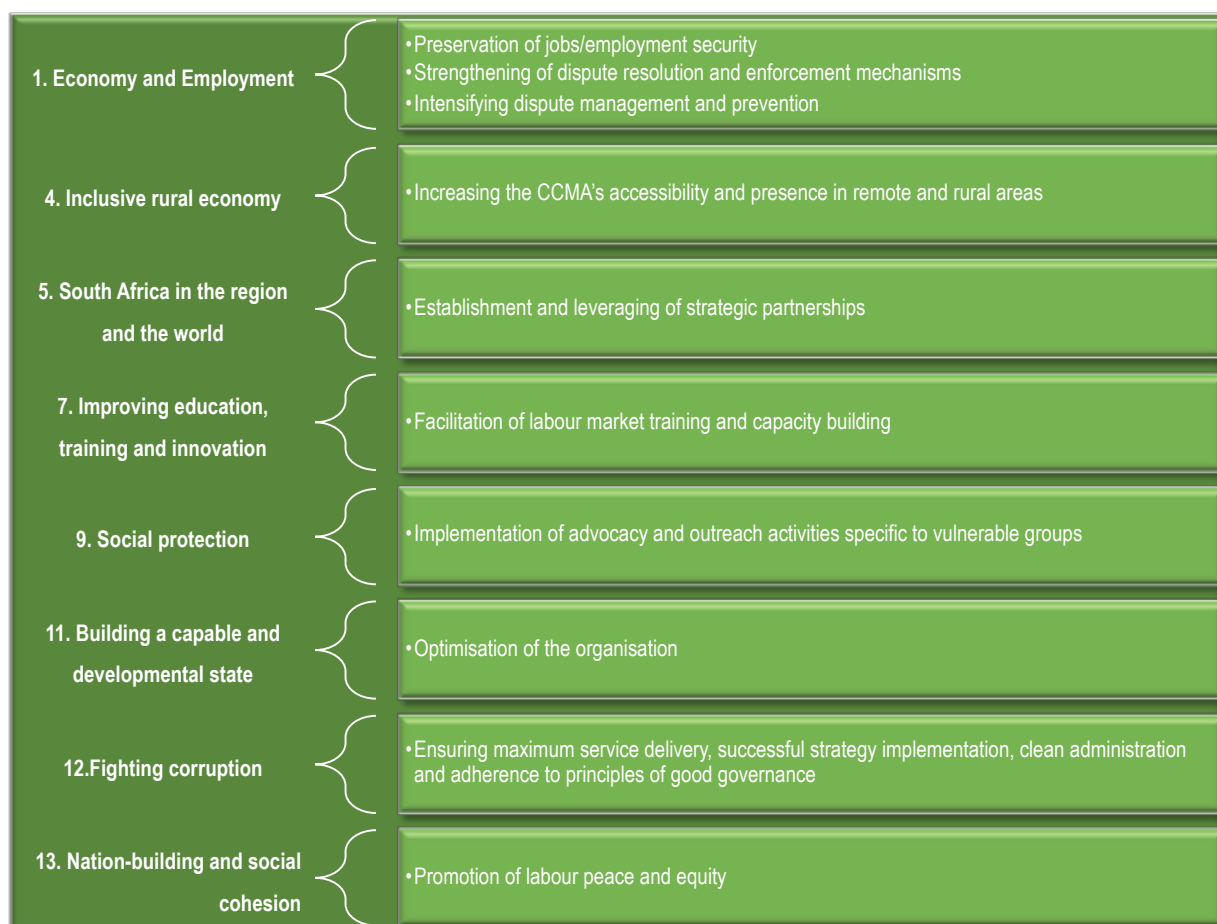 1. Economy and Employment
•Preservation of jobs/employment security
•Strengthening of dispute resolution and enforcement mechanisms
•Intensifying dispute management and prevention
4. Inclusive rural economy
•Increasing the CCMA's accessibility and presence in remote and rural areas
5. South Africa in the region
and the world
•Establishment and leveraging of strategic partnerships
7. Improving education,
training and innovation
•Facilitation of labour market training and capacity building
9. Social protection
•Implementation of advocacy and outreach activities specific to vulnerable groups
11. Building a capable and
developmental state
•Optimisation of the organisation
12.Fighting corruption
•Ensuring maximum service delivery, successful strategy implementation, clean administration
and adherence to principles of good governance
13. Nation-building and social
cohesion
•Promotion of labour peace and equity